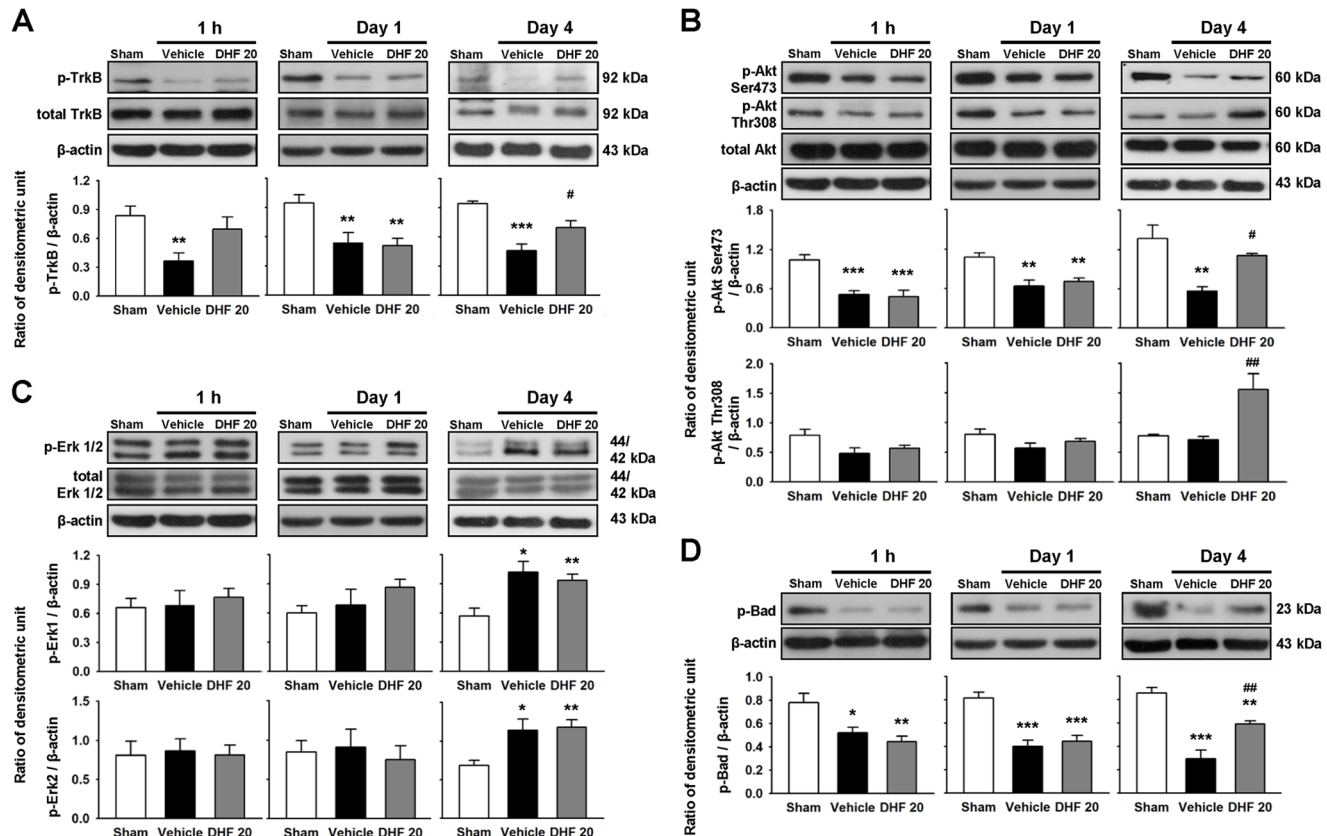 A
1 h Day 1 Day 4
Sham Vehicle DHF 20 Sham Vehicle DHF 20 Sham Vehicle DHF 20
p-TrkB 92 kDa
total TrkB 92 kDa
β-actin 43 kDa
Ratio of densitometric unit
p-TrkB / β-actin
1.2 0.9 0.6 0.3 0.0
** ** ** *** #
Sham Vehicle DHF 20 Sham Vehicle DHF 20 Sham Vehicle DHF 20
B
1 h Day 1 Day 4
Sham Vehicle DHF 20 Sham Vehicle DHF 20 Sham Vehicle DHF 20
p-Akt
Ser473 60 kDa
p-Akt
Thr308 60 kDa
total Akt 60 kDa
β-actin 43 kDa
Ratio of densitometric unit
p-Akt Ser473
/ β-actin
1.8 1.2 0.6 0.0
*** *** ** ** ** #
Sham Vehicle DHF 20 Sham Vehicle DHF 20 Sham Vehicle DHF 20
p-Akt Thr308
/ β-actin
2.0 1.5 1.0 0.5 0.0
##
Sham Vehicle DHF 20 Sham Vehicle DHF 20 Sham Vehicle DHF 20
C
1 h Day 1 Day 4
Sham Vehicle DHF 20 Sham Vehicle DHF 20 Sham Vehicle DHF 20
p-Erk 1/2 44/
42 kDa
total 44/
Erk 1/2 42 kDa
β-actin 43 kDa
Ratio of densitometric unit
p-Erk1 / β-actin
1.2 0.9 0.6 0.3 0.0
* **
Sham Vehicle DHF 20 Sham Vehicle DHF 20 Sham Vehicle DHF 20
p-Erk2 / β-actin
1.5 1.0 0.5 0.0
* **
Sham Vehicle DHF 20 Sham Vehicle DHF 20 Sham Vehicle DHF 20
D
1 h Day 1 Day 4
Sham Vehicle DHF 20 Sham Vehicle DHF 20 Sham Vehicle DHF 20
p-Bad 23 kDa
β-actin 43 kDa
Ratio of densitometric unit
p-Bad / β-actin
1.0 0.8 0.6 0.4 0.2 0.0
##
* ** *** *** *** **
Sham Vehicle DHF 20 Sham Vehicle DHF 20 Sham Vehicle DHF 20